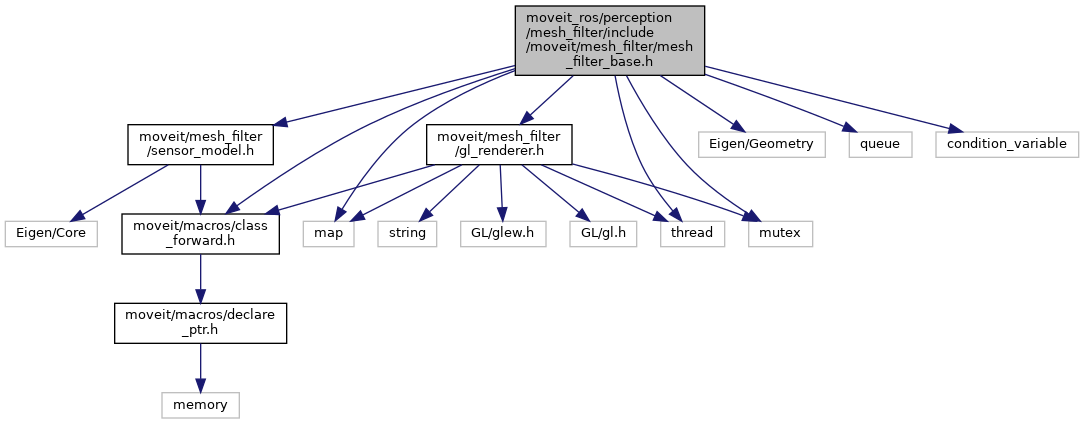 moveit_ros/perception
/mesh_filter/include
/moveit/mesh_filter/mesh
_filter_base.h
moveit/mesh_filter
/sensor_model.h
moveit/mesh_filter
/gl_renderer.h
Eigen/Geometry
queue
condition_variable
Eigen/Core
moveit/macros/class
_forward.h
map
string
GL/glew.h
GL/gl.h
thread
mutex
moveit/macros/declare
_ptr.h
memory